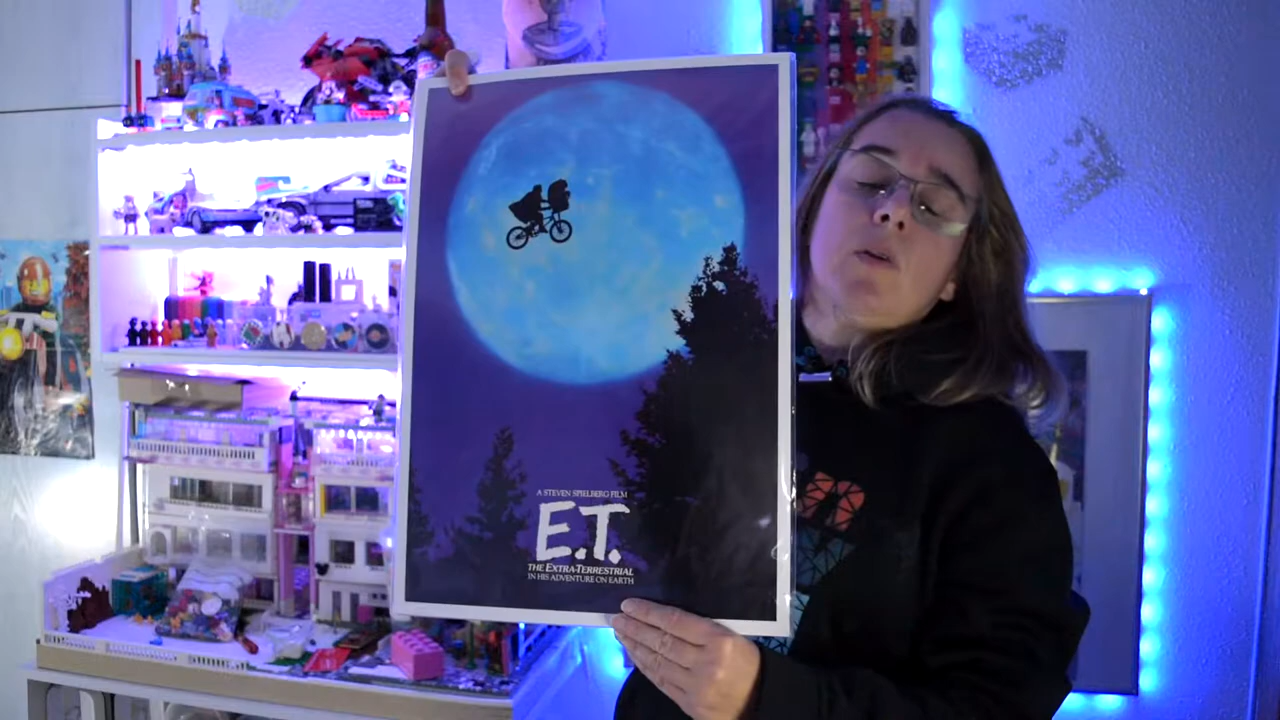 A STEVEN SPIELBERG FILM
E.T.
THE EXTRA-TERRESTRIAL
IN HIS ADVENTURE ON EARTH